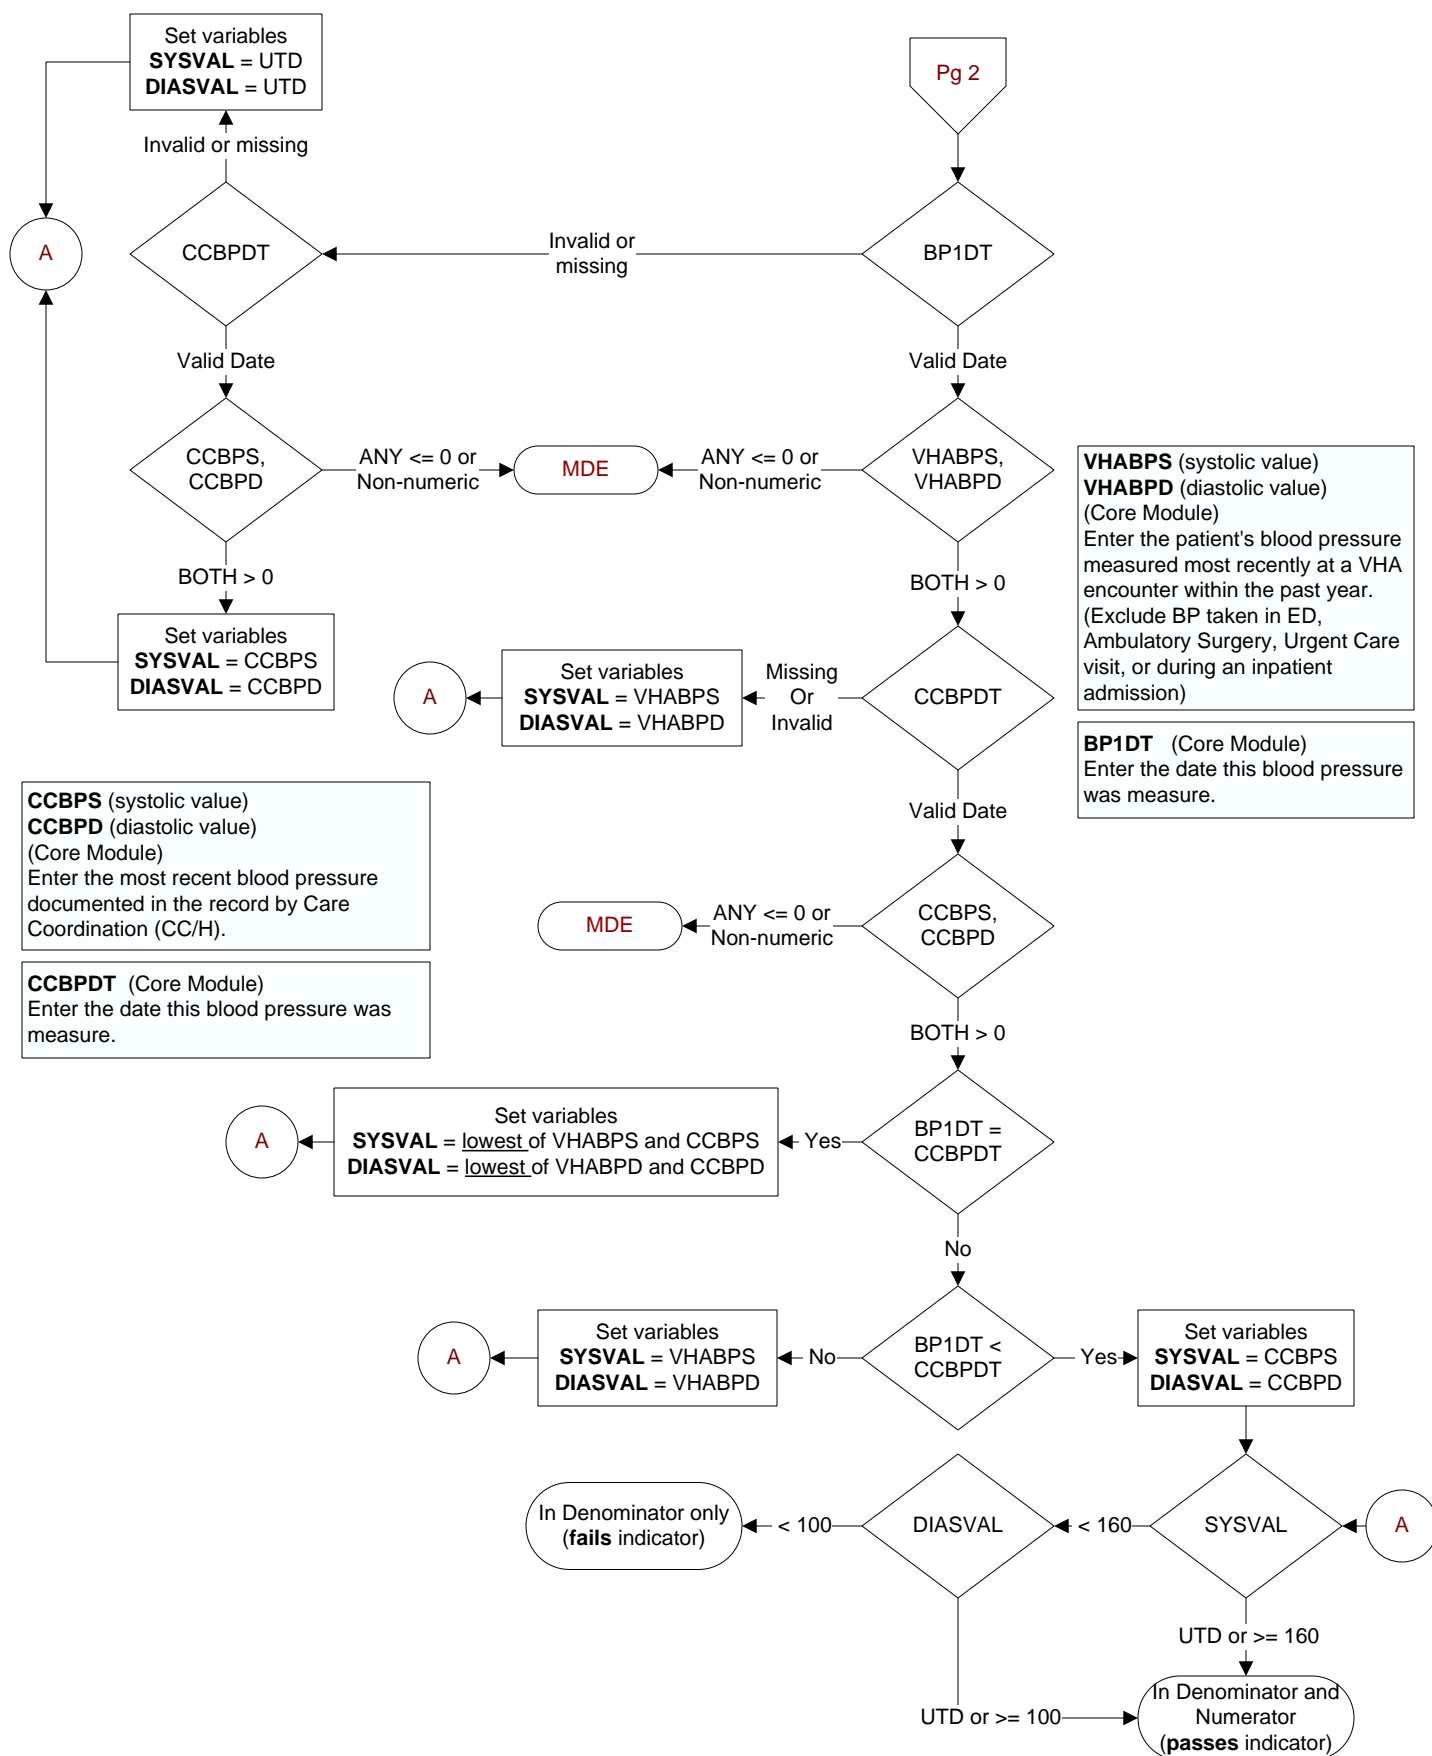 Set variables
SYSVAL = UTD
DIASVAL = UTD
Pg 2
Invalid or missing
A
CCBPDT
Invalid or
missing
BP1DT
Valid Date
Valid Date
CCBPS,
CCBPD
ANY <= 0 or
Non-numeric
MDE
ANY <= 0 or
Non-numeric
VHABPS,
VHABPD
VHABPS (systolic value)
VHABPD (diastolic value)
(Core Module)
Enter the patient's blood pressure
measured most recently at a VHA
encounter within the past year.
(Exclude BP taken in ED,
Ambulatory Surgery, Urgent Care
visit, or during an inpatient
admission)
BOTH > 0
BOTH > 0
Set variables
SYSVAL = CCBPS
DIASVAL = CCBPD
A
Set variables
SYSVAL = VHABPS
DIASVAL = VHABPD
Missing
Or
Invalid
CCBPDT
BP1DT (Core Module)
Enter the date this blood pressure
was measure.
CCBPS (systolic value)
CCBPD (diastolic value)
(Core Module)
Enter the most recent blood pressure
documented in the record by Care
Coordination (CC/H).
Valid Date
MDE
ANY <= 0 or
Non-numeric
CCBPS,
CCBPD
CCBPDT (Core Module)
Enter the date this blood pressure was
measure.
BOTH > 0
A
Set variables
SYSVAL = lowest of VHABPS and CCBPS
DIASVAL = lowest of VHABPD and CCBPD
Yes
BP1DT =
CCBPDT
No
A
Set variables
SYSVAL = VHABPS
DIASVAL = VHABPD
No
BP1DT <
CCBPDT
Yes
Set variables
SYSVAL = CCBPS
DIASVAL = CCBPD
In Denominator only
(fails indicator)
< 100
DIASVAL
< 160
SYSVAL
A
UTD or >= 160
UTD or >= 100
In Denominator and
Numerator
(passes indicator)